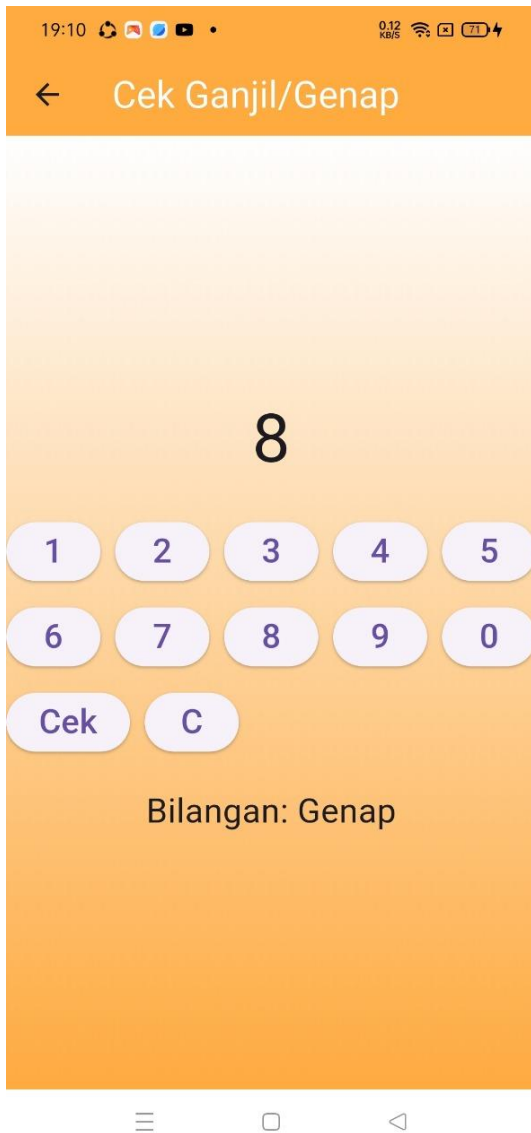 19:10 0.12 KB/S 71
Cek Ganjil/Genap
8
1 2 3 4 5
6 7 8 9 0
Cek C
Bilangan: Genap